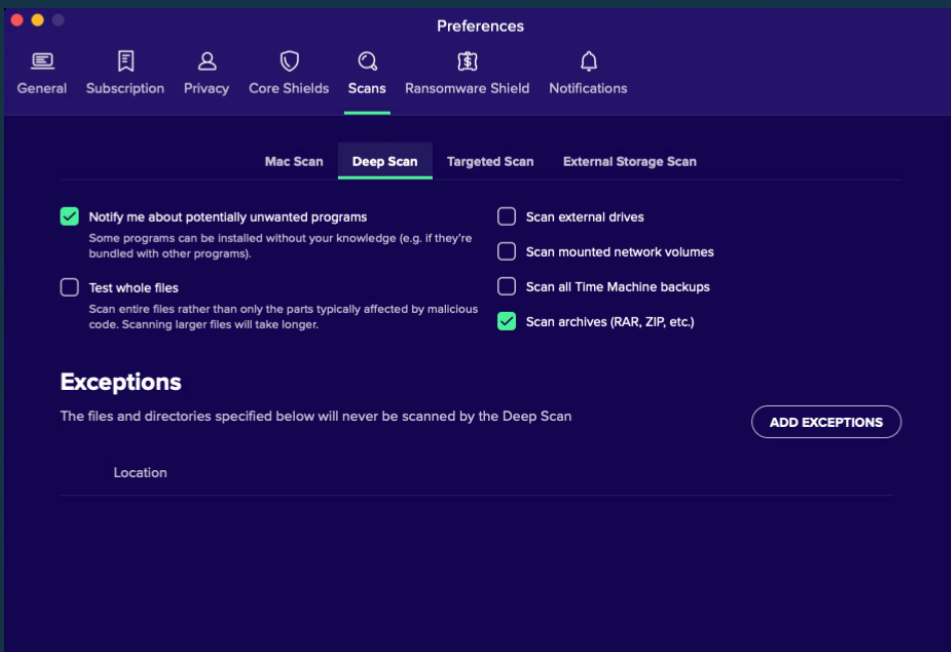 Preferences
General Subscription Privacy Core Shields Scans Ransomware Shield Notifications
Mac Scan Deep Scan Targeted Scan External Storage Scan
Notify me about potentially unwanted programs
Some programs can be installed without your knowledge (e.g. if they're
bundled with other programs).
Test whole files
Scan entire files rather than only the parts typically affected by malicious
code. Scanning larger files will take longer.
Scan external drives
Scan mounted network volumes
Scan all Time Machine backups
Scan archives (RAR, ZIP, etc.)
Exceptions
The files and directories specified below will never be scanned by the Deep Scan
ADD EXCEPTIONS
Location